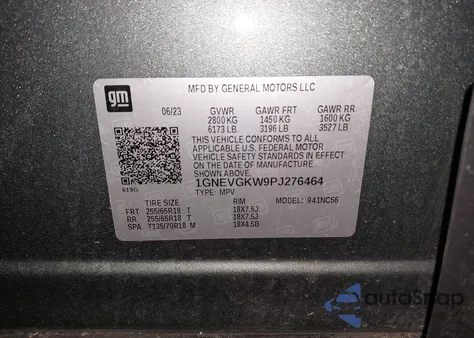 gm
MFD BY GENERAL MOTORS LLC
06/23 GVWR GAWR FRT GAWR RR
2800 KG 1450 KG 1600 KG
6173 LB 3196 LB 3527 LB
THIS VEHICLE CONFORMS TO ALL
APPLICABLE U.S. FEDERAL MOTOR
VEHICLE SAFETY STANDARDS IN EFFECT
ON THE DATE OF MANUFACTURE SHOWN ABOVE.
1GNEVGKW9PJ276464
619G TYPE: MPV
TIRE SIZE RIM MODEL: 941NC56
FRT 255/65R18 T 18X7.5J
RR 255/65R18 T 18X7.5J
SPA T135/70R18 M 18X4.5B
autoSnap